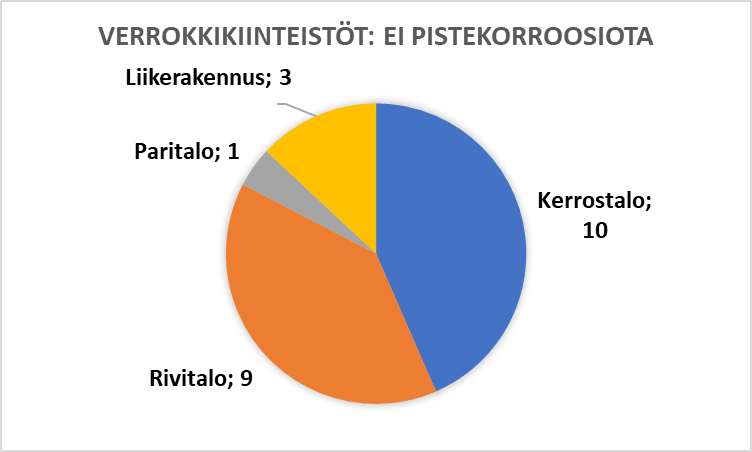 VERROKKIKIINTEISTÖT: EI PISTEKORROOSIOTA
Liikerakennus; 3
Paritalo; 1
Kerrostalo;
10
Rivitalo; 9